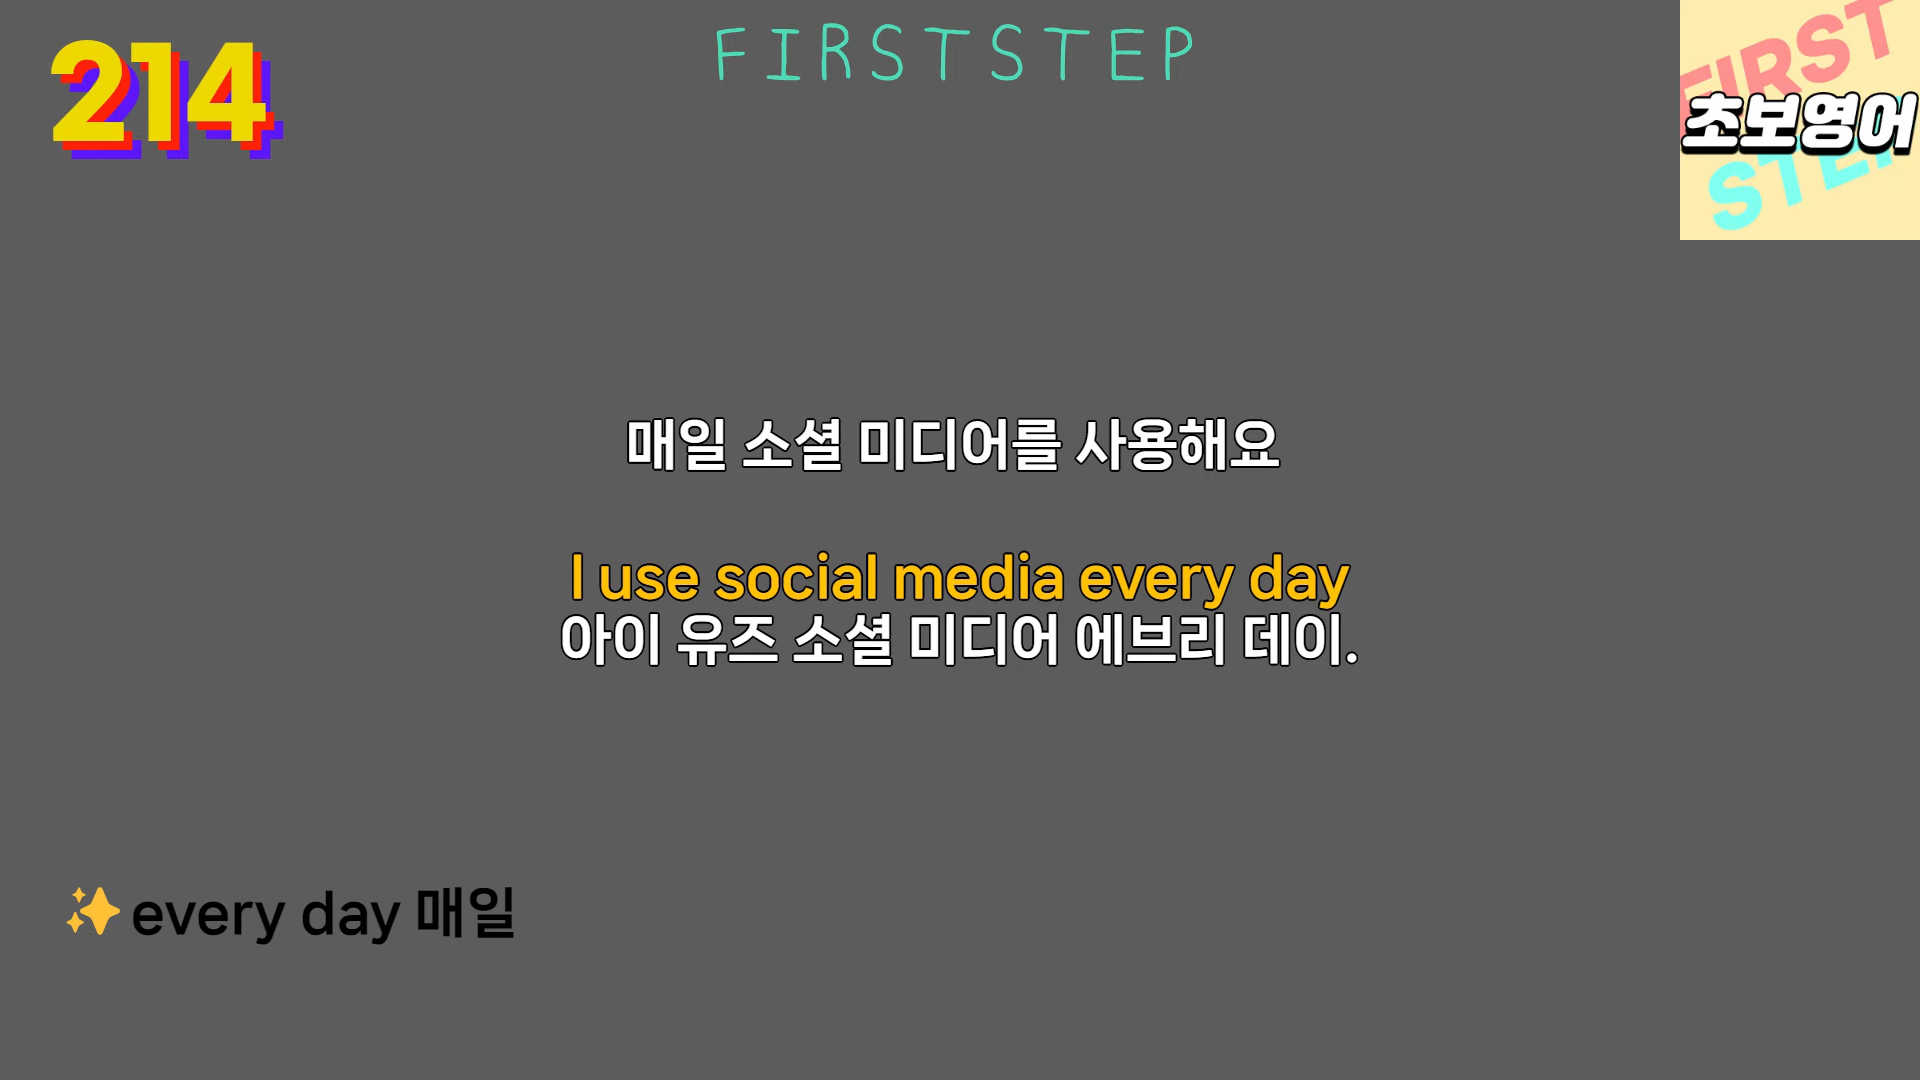 214
FIRSTSTEP
FIRST
초보영어
STEP
매일 소셜 미디어를 사용해요
I use social media every day
아이 유즈 소셜 미디어 에브리 데이.
✨ every day 매일